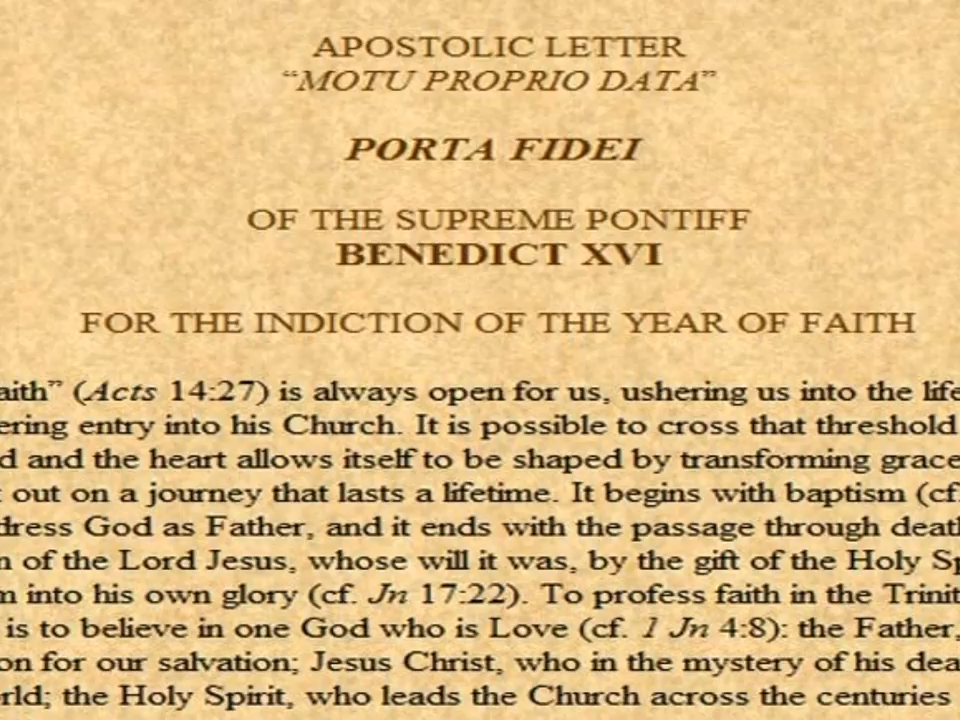 APOSTOLIC LETTER
“MOTU PROPRIO DATA”
PORTA FIDEI
OF THE SUPREME PONTIFF
BENEDICT XVI
FOR THE INDICTION OF THE YEAR OF FAITH
aith” (Acts 14:27) is always open for us, ushering us into the life
ering entry into his Church. It is possible to cross that threshold
d and the heart allows itself to be shaped by transforming grace
t out on a journey that lasts a lifetime. It begins with baptism (cf.
dress God as Father, and it ends with the passage through death
n of the Lord Jesus, whose will it was, by the gift of the Holy Sp
m into his own glory (cf. Jn 17:22). To profess faith in the Trinit
is to believe in one God who is Love (cf. 1 Jn 4:8): the Father,
on for our salvation; Jesus Christ, who in the mystery of his dea
rld; the Holy Spirit, who leads the Church across the centuries